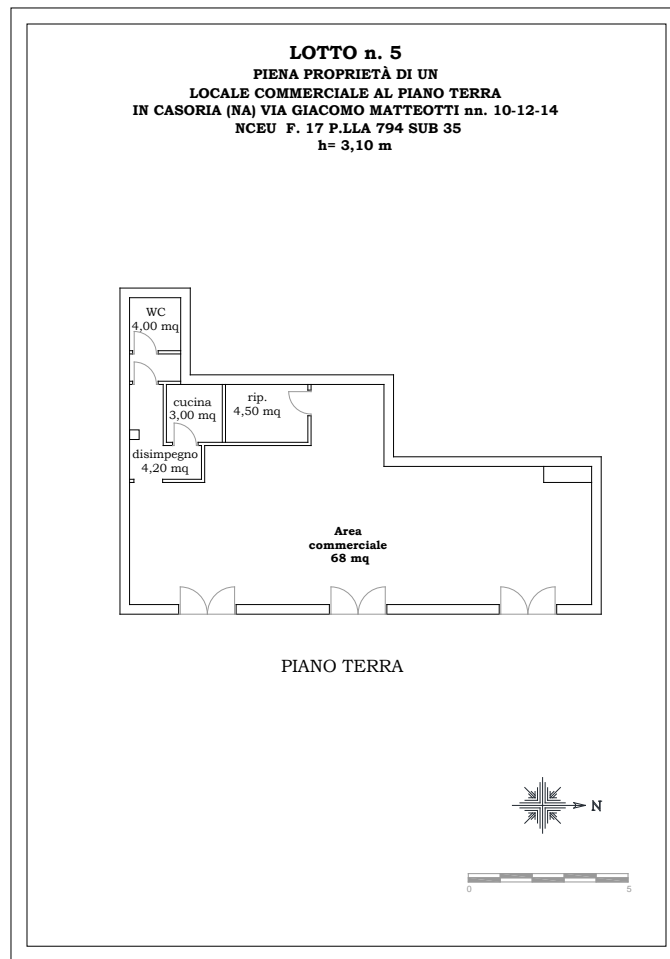 LOTTO n. 5
PIENA PROPRIETÀ DI UN
LOCALE COMMERCIALE AL PIANO TERRA
IN CASORIA (NA) VIA GIACOMO MATTEOTTI nn. 10-12-14
NCEU F. 17 P.LLA 794 SUB 35
h= 3,10 m
WC
4,00 mq
cucina
3,00 mq
rip.
4,50 mq
disimpegno
4,20 mq
Area
commerciale
68 mq
PIANO TERRA
N
0 5